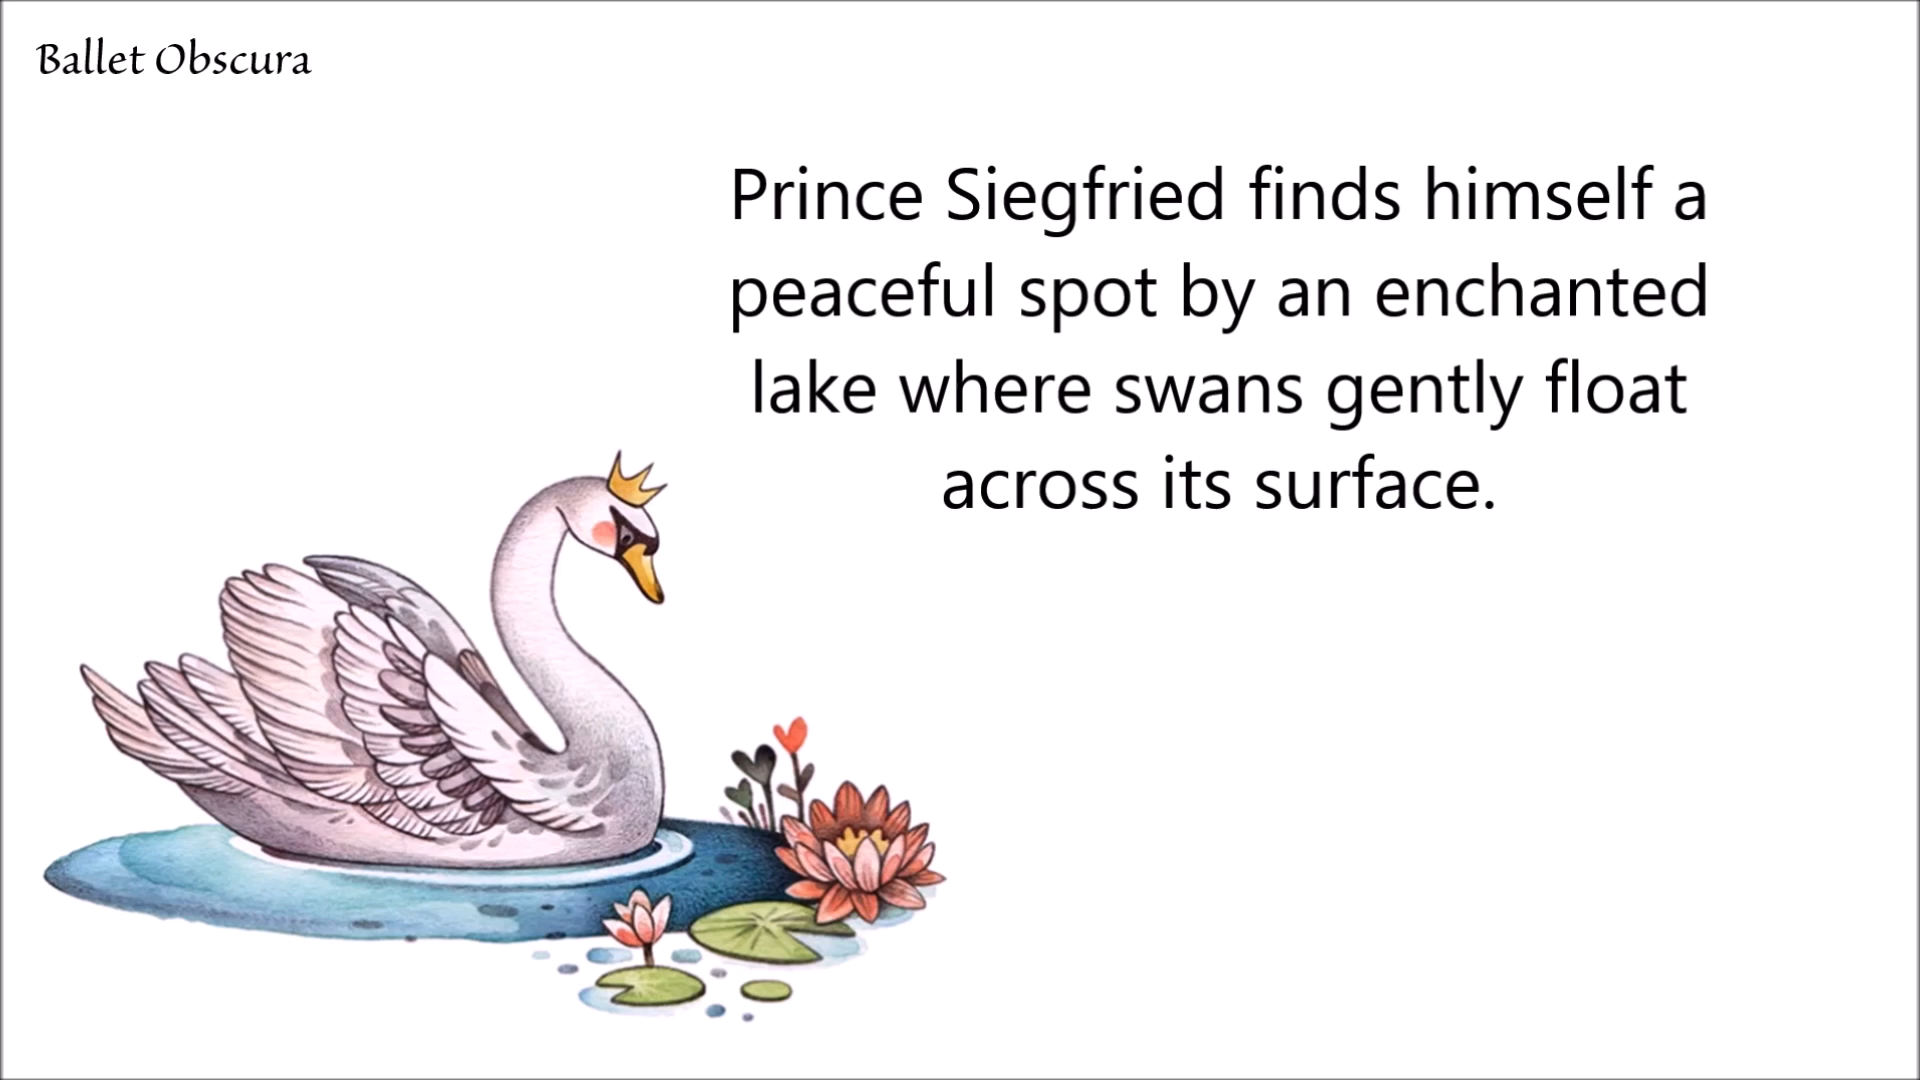 Ballet Obscura
Prince Siegfried finds himself a
peaceful spot by an enchanted
lake where swans gently float
across its surface.